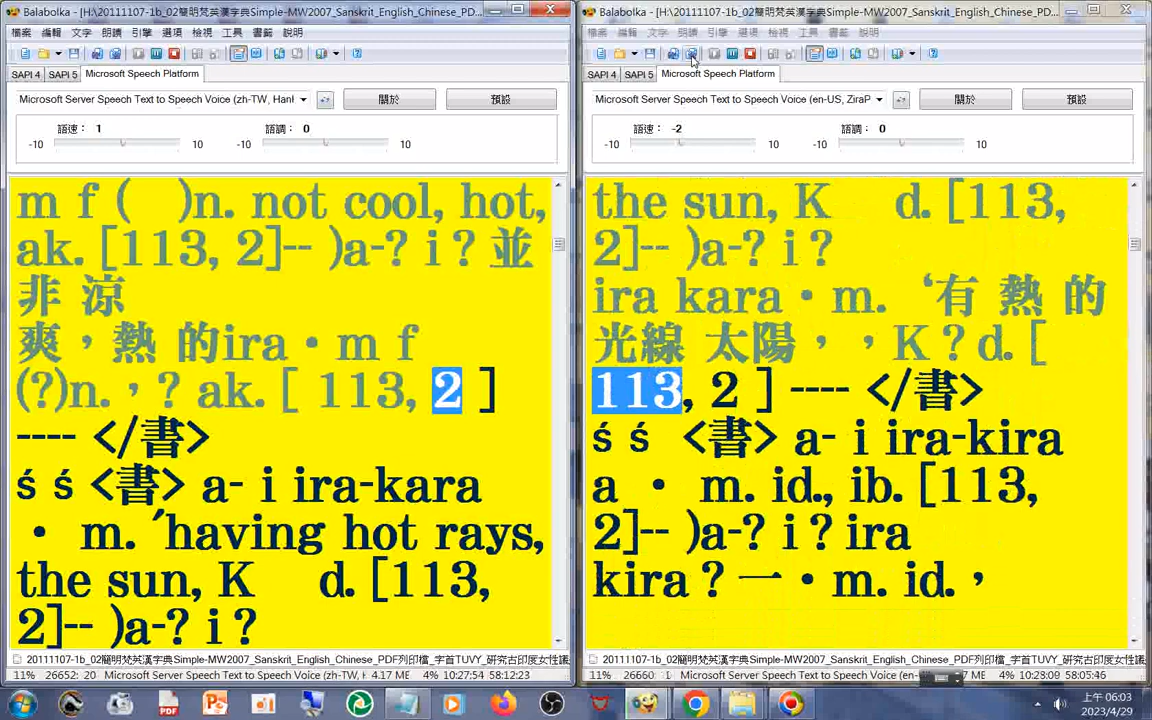 Balabolka - [H:\20111107-1b_02簡明梵英漢字典Simple-MW2007_Sanskrit_English_Chinese_PD...
檔案 編輯 文字 朗讀 引擎 選項 檢視 工具 書籤 說明
SAPI 4 SAPI 5 Microsoft Speech Platform
Microsoft Server Speech Text to Speech Voice (zh-TW, Hanl 關於 預設
語速： 1 語調： 0
-10 10 -10 10
m f ( )n. not cool, hot,
ak. [113, 2]-- )a-? i ? 並
非 涼
爽，熱 的ira・m f
(?)n.，? ak. [ 113, 2 ]
---- </書>
ś ś <書> a- i ira-kara
・ m. ′having hot rays,
the sun, K d. [113,
2]-- )a-? i ?
20111107-1b_02簡明梵英漢字典Simple-MW2007_Sanskrit_English_Chinese_PDF列印檔_字首TUVY_研究古印度女性議
11% 26652: 20 Microsoft Server Speech Text to Speech Voice (zh-TW, H 4.17 ME 4% 10:27:54 58:12:23
Balabolka - [H:\20111107-1b_02簡明梵英漢字典Simple-MW2007_Sanskrit_English_Chinese_PD...
檔案 編輯 文字 朗讀 引擎 選項 檢視 工具 書籤 說明
SAPI 4 SAPI 5 Microsoft Speech Platform
Microsoft Server Speech Text to Speech Voice (en-US, ZiraP 關於 預設
語速： -2 語調： 0
-10 10 -10 10
the sun, K d. [113,
2]-- )a-? i ?
ira kara・m. ‘有 熱 的
光線 太陽，，K ? d. [
113, 2 ] ---- </書>
ś ś <書> a- i ira-kira
a ・ m. id., ib. [113,
2]-- )a-? i ? ira
kira ? 一・m. id.，
20111107-1b_02簡明梵英漢字典Simple-MW2007_Sanskrit_English_Chinese_PDF列印檔_字首TUVY_研究古印度女性議
11% 26660: Microsoft Server Speech Text to Speech Voice (en- 4% 10:28:09 58:05:46
上午 06:03
2023/4/29